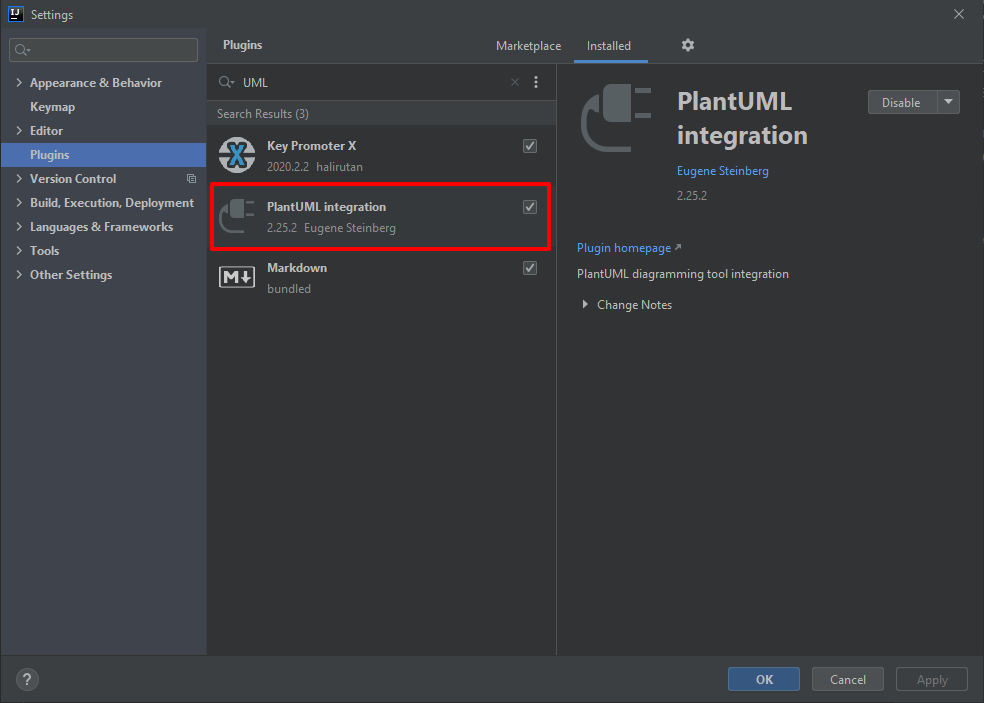 IJ
Settings
Plugins
Marketplace
Installed
Appearance & Behavior
Keymap
Editor
Plugins
Version Control
Build, Execution, Deployment
Languages & Frameworks
Tools
Other Settings
UML
Search Results (3)
X
Key Promoter X
2020.2.2 halirutan
PlantUML integration
2.25.2 Eugene Steinberg
M
Markdown
bundled
PlantUML
integration
Disable
Eugene Steinberg
2.25.2
Plugin homepage
PlantUML diagramming tool integration
Change Notes
?
OK
Cancel
Apply